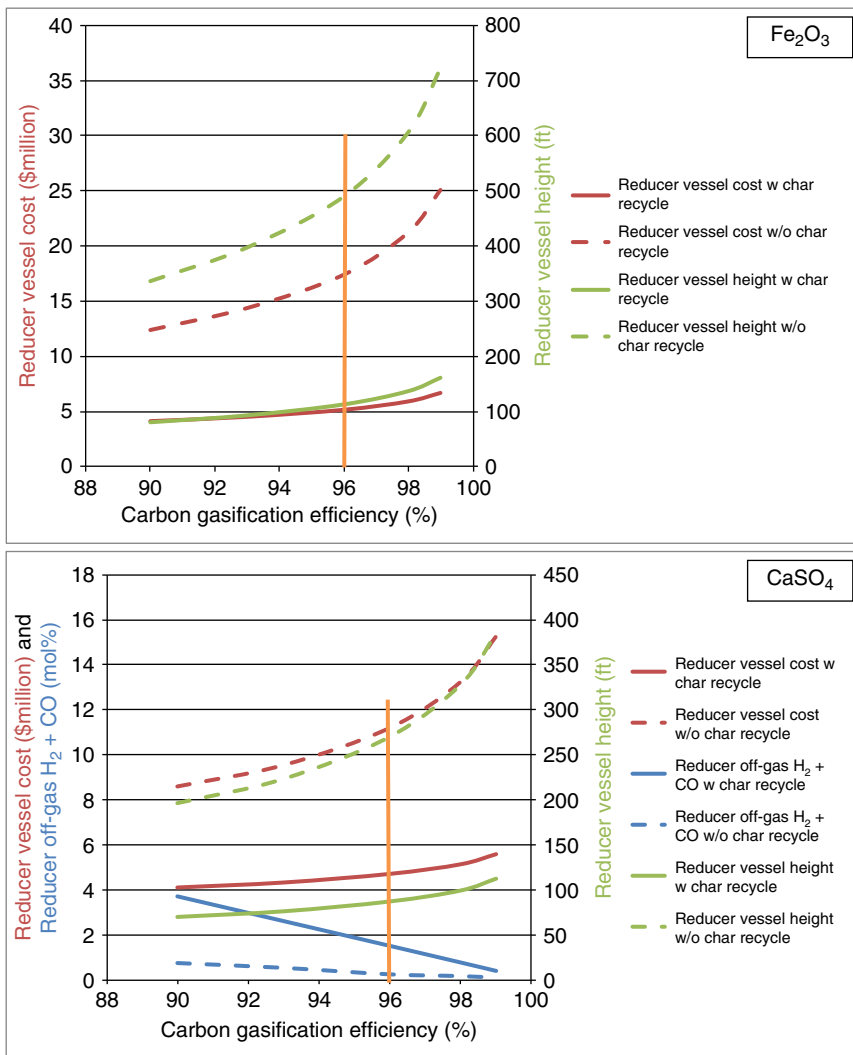 Fe₂O₃
40
35
30
25
20
15
10
5
0
Reducer vessel cost ($million)
800
700
600
500
400
300
200
100
0
Reducer vessel height (ft)
88 90 92 94 96 98 100
Carbon gasification efficiency (%)
Reducer vessel cost w char
recycle
Reducer vessel cost w/o char
recycle
Reducer vessel height w char
recycle
Reducer vessel height w/o
char recycle
CaSO₄
18
16
14
12
10
8
6
4
2
0
Reducer vessel cost ($million) and
Reducer off-gas H₂ + CO (mol%)
450
400
350
300
250
200
150
100
50
0
Reducer vessel height (ft)
88 90 92 94 96 98 100
Carbon gasification efficiency (%)
Reducer vessel cost w
char recycle
Reducer vessel cost
w/o char recycle
Reducer off-gas H₂ +
CO w char recycle
Reducer off-gas H₂ +
CO w/o char recycle
Reducer vessel height
w char recycle
Reducer vessel height
w/o char recycle